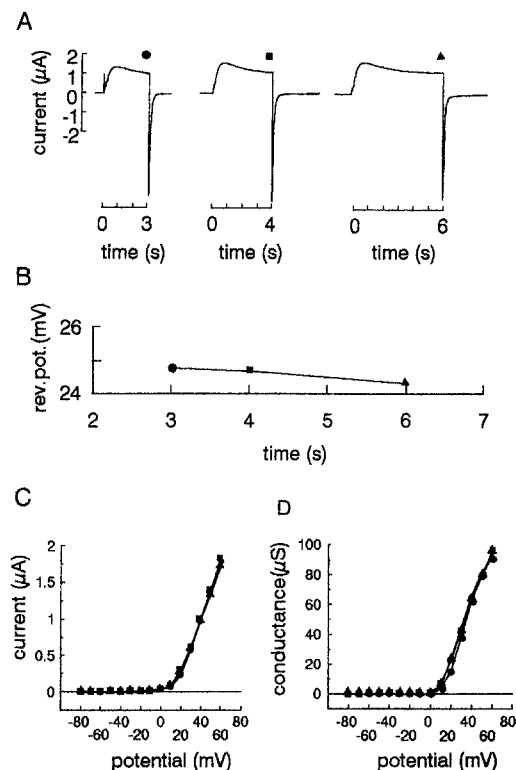 A
current (µA)
2
1
0
-1
-2
0 3
time (s)
0 4
time (s)
0 6
time (s)
B
rev.pot.(mV)
26
24
2 3 4 5 6 7
time (s)
C
current (µA)
2
1.5
1
0.5
0
-80 -40 0 40 80
-60 -20 20 60
potential (mV)
D
conductance(µS)
100
80
60
40
20
0
-80 -40 0 40 80
-60 -20 20 60
potential (mV)